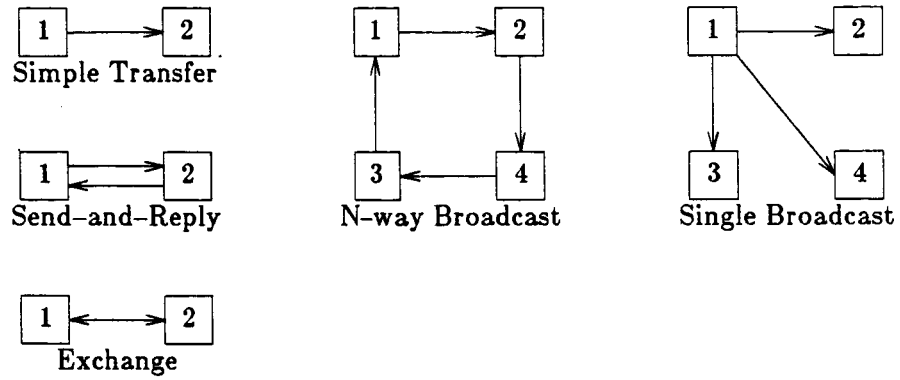 1 2
Simple Transfer
1 2
Send–and–Reply
1 2
Exchange
1 2
3 4
N–way Broadcast
1 2
3 4
Single Broadcast